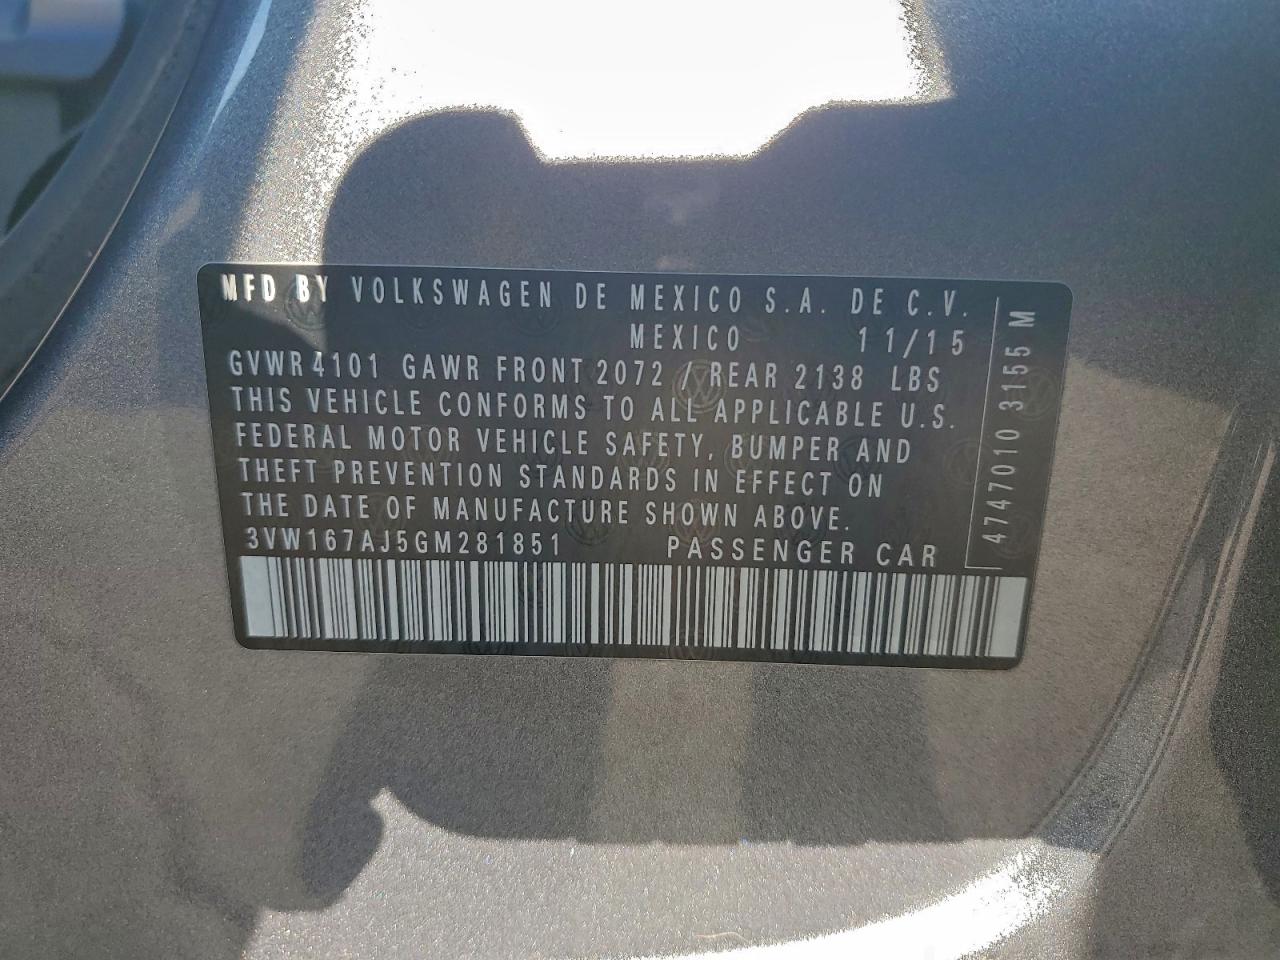 MFD BY VOLKSWAGEN DE MEXICO S.A. DE C.V.
MEXICO 11/15
GVWR 4101 GAWR FRONT 2072 / REAR 2138 LBS
THIS VEHICLE CONFORMS TO ALL APPLICABLE U.S.
FEDERAL MOTOR VEHICLE SAFETY, BUMPER AND
THEFT PREVENTION STANDARDS IN EFFECT ON
THE DATE OF MANUFACTURE SHOWN ABOVE.
3VW167AJ5GM281851 PASSENGER CAR
4747010 3155 M